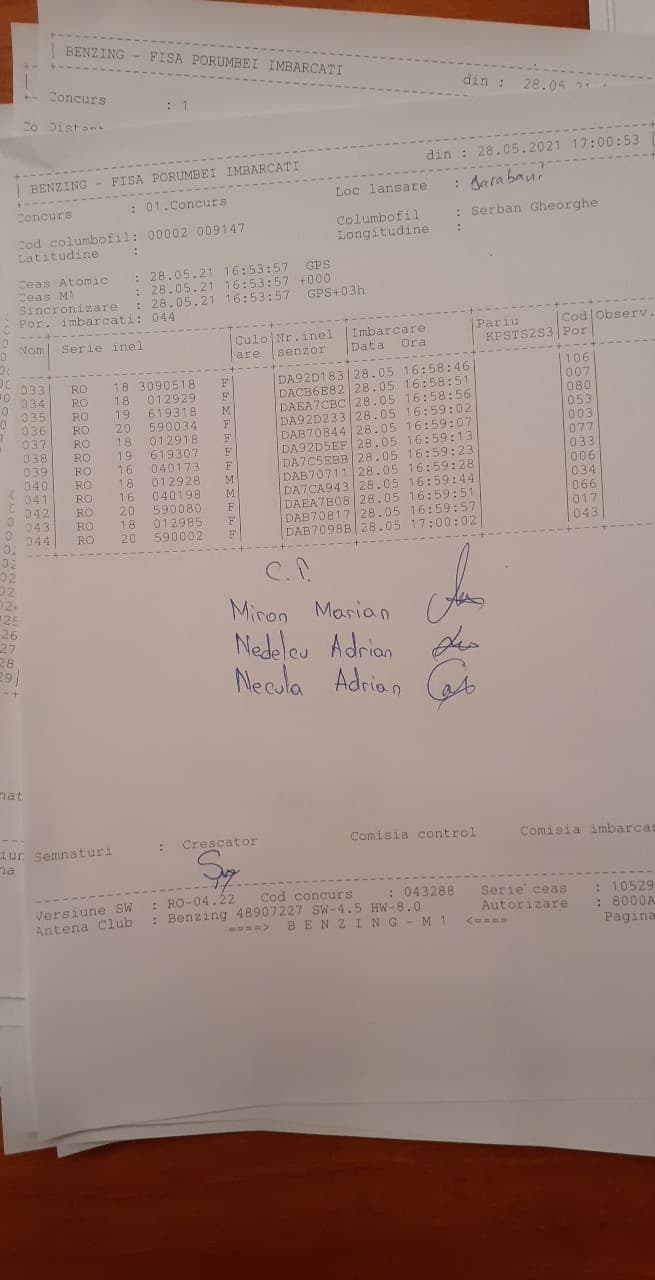 BENZING - FISA PORUMBEI IMBARCATI din : 28.05
Concurs : 1
BENZING - FISA PORUMBEI IMBARCATI din : 28.05.2021 17:00:53
Concurs : 01.Concurs Loc lansare : Darabani
Cod columbofil: 00002 009147 Columbofil : Serban Gheorghe
Latitudine : Longitudine :
Ceas Atomic : 28.05.21 16:53:57 GPS
Ceas M1 : 28.05.21 16:53:57 +000
Sincronizare : 28.05.21 16:53:57 GPS+03h
Por. imbarcati: 044
Nom Serie inel Culo Nr.inel Imbarcare Pariu Cod Observ.
are senzor Data Ora KPSTS2S3 Por
033 RO 18 3090518 F DA92D183 28.05 16:58:46 106
034 RO 18 012929 F DACB6E82 28.05 16:58:51 007
035 RO 19 619318 M DAEA7CBC 28.05 16:58:56 080
036 RO 20 590034 F DA92D233 28.05 16:59:02 053
037 RO 18 012918 F DAB70844 28.05 16:59:07 003
038 RO 19 619307 F DA92D5EF 28.05 16:59:13 077
039 RO 16 040173 F DA7C5EBB 28.05 16:59:23 033
040 RO 18 012928 M DAB70711 28.05 16:59:28 006
041 RO 16 040198 M DA7CA943 28.05 16:59:44 034
042 RO 20 590080 F DAEA7B08 28.05 16:59:51 066
043 RO 18 012985 F DAB70817 28.05 16:59:57 017
044 RO 20 590002 F DAB7098B 28.05 17:00:02 043
C.P.
Miron Marian
Nedelcu Adrian
Necula Adrian
Semnaturi : Crescator Comisia control Comisia imbarcar
Versiune SW : RO-04.22 Cod concurs : 043288 Serie ceas : 10529
Antena Club : Benzing 48907227 SW-4.5 HW-8.0 Autorizare : 8000A
====> B E N Z I N G - M 1 <==== Pagina